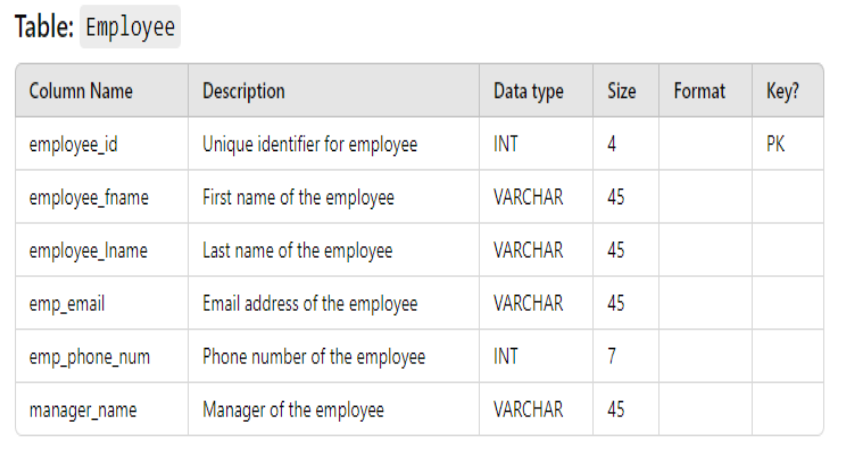 Table: Employee
Column Name Description Data type Size Format Key?
employee_id Unique identifier for employee INT 4 PK
employee_fname First name of the employee VARCHAR 45
employee_lname Last name of the employee VARCHAR 45
emp_email Email address of the employee VARCHAR 45
emp_phone_num Phone number of the employee INT 7
manager_name Manager of the employee VARCHAR 45